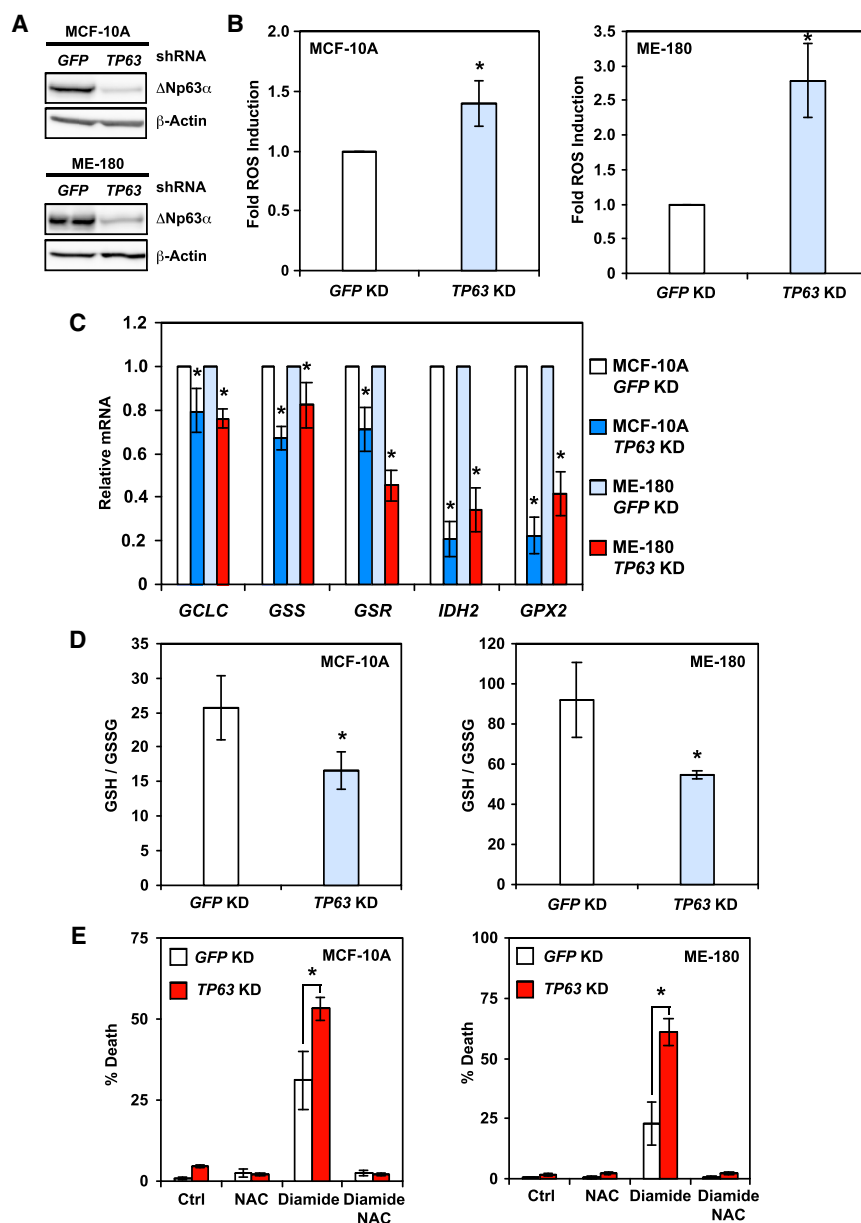 A
MCF-10A
GFP TP63 shRNA
ΔNp63α
β-Actin
ME-180
GFP TP63 shRNA
ΔNp63α
β-Actin
B
MCF-10A
Fold ROS Induction
2.0
1.5
1.0
0.5
0
*
GFP KD TP63 KD
ME-180
Fold ROS Induction
3.5
3.0
2.5
2.0
1.5
1.0
0.5
0
*
GFP KD TP63 KD
C
Relative mRNA
1.2
1.0
0.8
0.6
0.4
0.2
0
* * * * * * * * * *
GCLC GSS GSR IDH2 GPX2
MCF-10A
GFP KD
MCF-10A
TP63 KD
ME-180
GFP KD
ME-180
TP63 KD
D
MCF-10A
GSH / GSSG
35
30
25
20
15
10
5
0
*
GFP KD TP63 KD
ME-180
GSH / GSSG
120
100
80
60
40
20
0
*
GFP KD TP63 KD
E
MCF-10A
GFP KD
TP63 KD
% Death
75
50
25
0
*
Ctrl NAC Diamide Diamide
NAC
ME-180
GFP KD
TP63 KD
% Death
100
75
50
25
0
*
Ctrl NAC Diamide Diamide
NAC